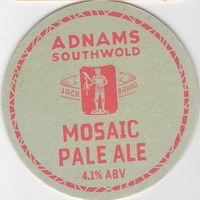 ADNAMS
SOUTHWOLD
JACK BRAND
MOSAIC
PALE ALE
4.1% ABV